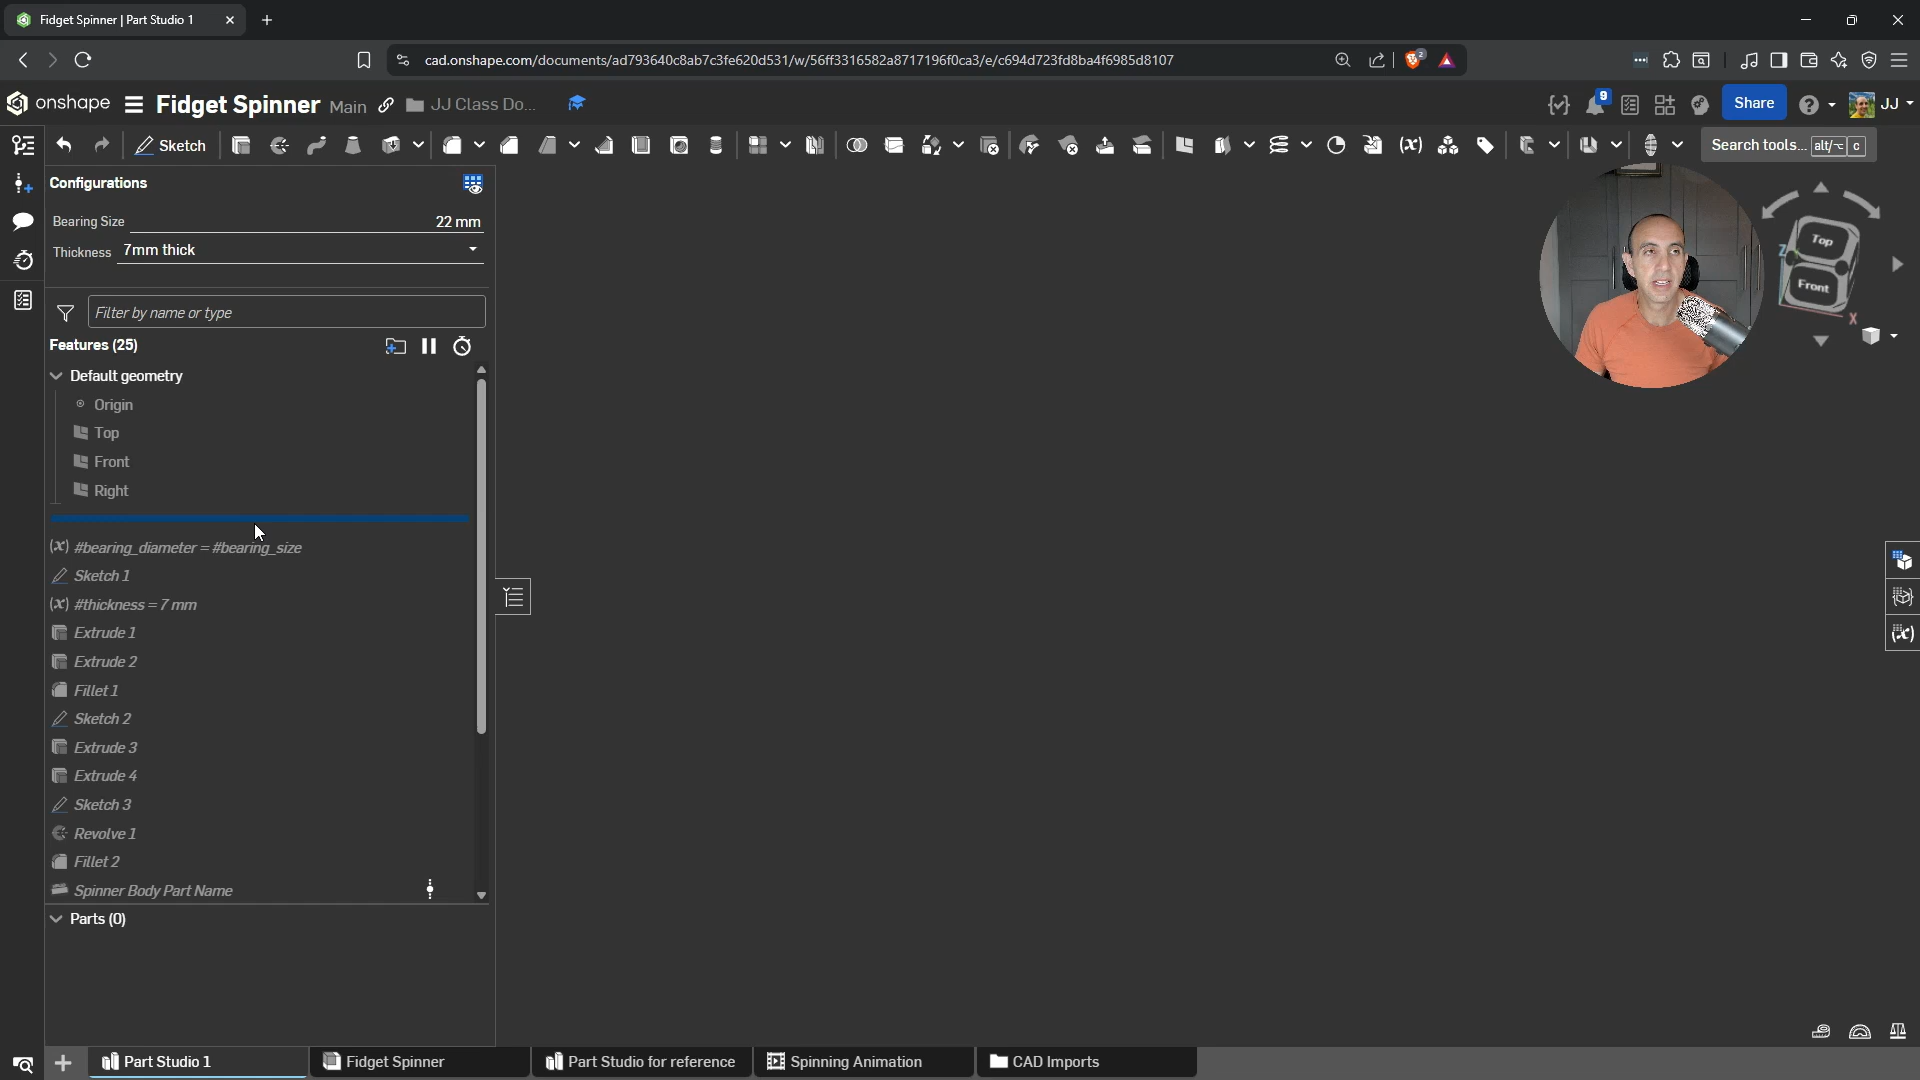 Fidget Spinner | Part Studio 1
cad.onshape.com/documents/ad793640c8ab7c3fe620d531/w/56ff3316582a8717196f0ca3/e/c694d723fd8ba4f6985d8107
2
onshape
Fidget Spinner
Main
JJ Class Do...
9
Share
JJ
Sketch
Search tools...
alt/⌥
c
Configurations
Bearing Size
22 mm
Thickness
7mm thick
Filter by name or type
Features (25)
Default geometry
Origin
Top
Front
Right
(x) #bearing_diameter = #bearing_size
Sketch 1
(x) #thickness = 7 mm
Extrude 1
Extrude 2
Fillet 1
Sketch 2
Extrude 3
Extrude 4
Sketch 3
Revolve 1
Fillet 2
Spinner Body Part Name
Parts (0)
Top
Front
Z
X
Part Studio 1
Fidget Spinner
Part Studio for reference
Spinning Animation
CAD Imports